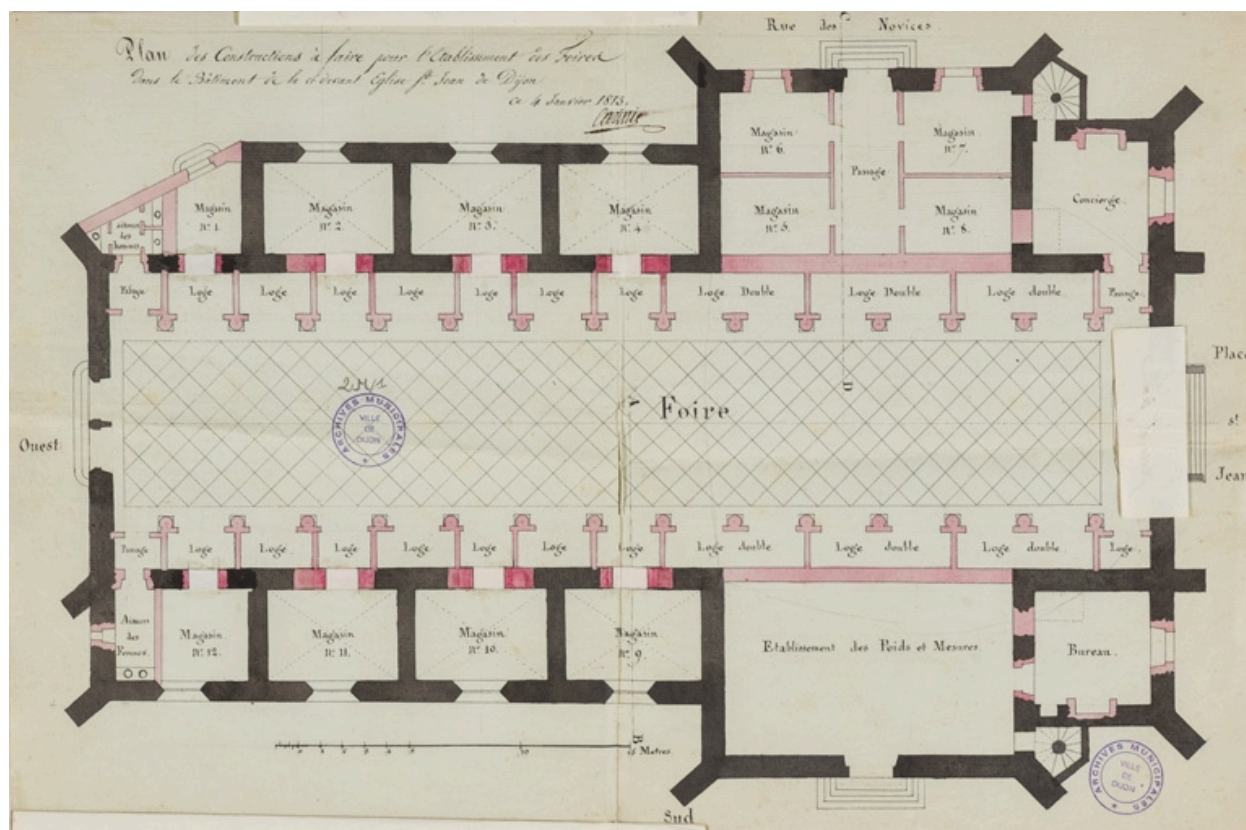 Rue des Novices.
Plan des Constructions à faire pour l'Etablissement des Foires
dans le Bâtiment de la ci devant Eglise St. Jean de Dijon
ce 4 Janvier 1813.
Magasin
N° 6.
Magasin
N° 7.
Passage
Magasin
N° 5.
Magasin
N° 8.
Concierge.
Magasin
N° 1.
Magasin
N° 2.
Magasin
N° 3.
Magasin
N° 4
des
hommes
Loge
Loge
Loge
Loge
Loge
Loge
Loge
Loge Double
Loge Double
Loge double.
Passage
2M1
ARCHIVES MUNICIPALES
VILLE
DE
DIJON
A
Foire
D
Ouest
Place
St
Jean
Passage
Loge
Loge
Loge
Loge
Loge
Loge
Loge
Loge double
Loge double
Loge double.
Loge
des
Femmes
Magasin
N° 12.
Magasin
N° 11.
Magasin
N° 10.
Magasin
N° 9
Etablissement des Poids et Mesures.
Bureau.
B
10
15 Metres.
Sud
ARCHIVES MUNICIPALES
VILLE
DE
DIJON